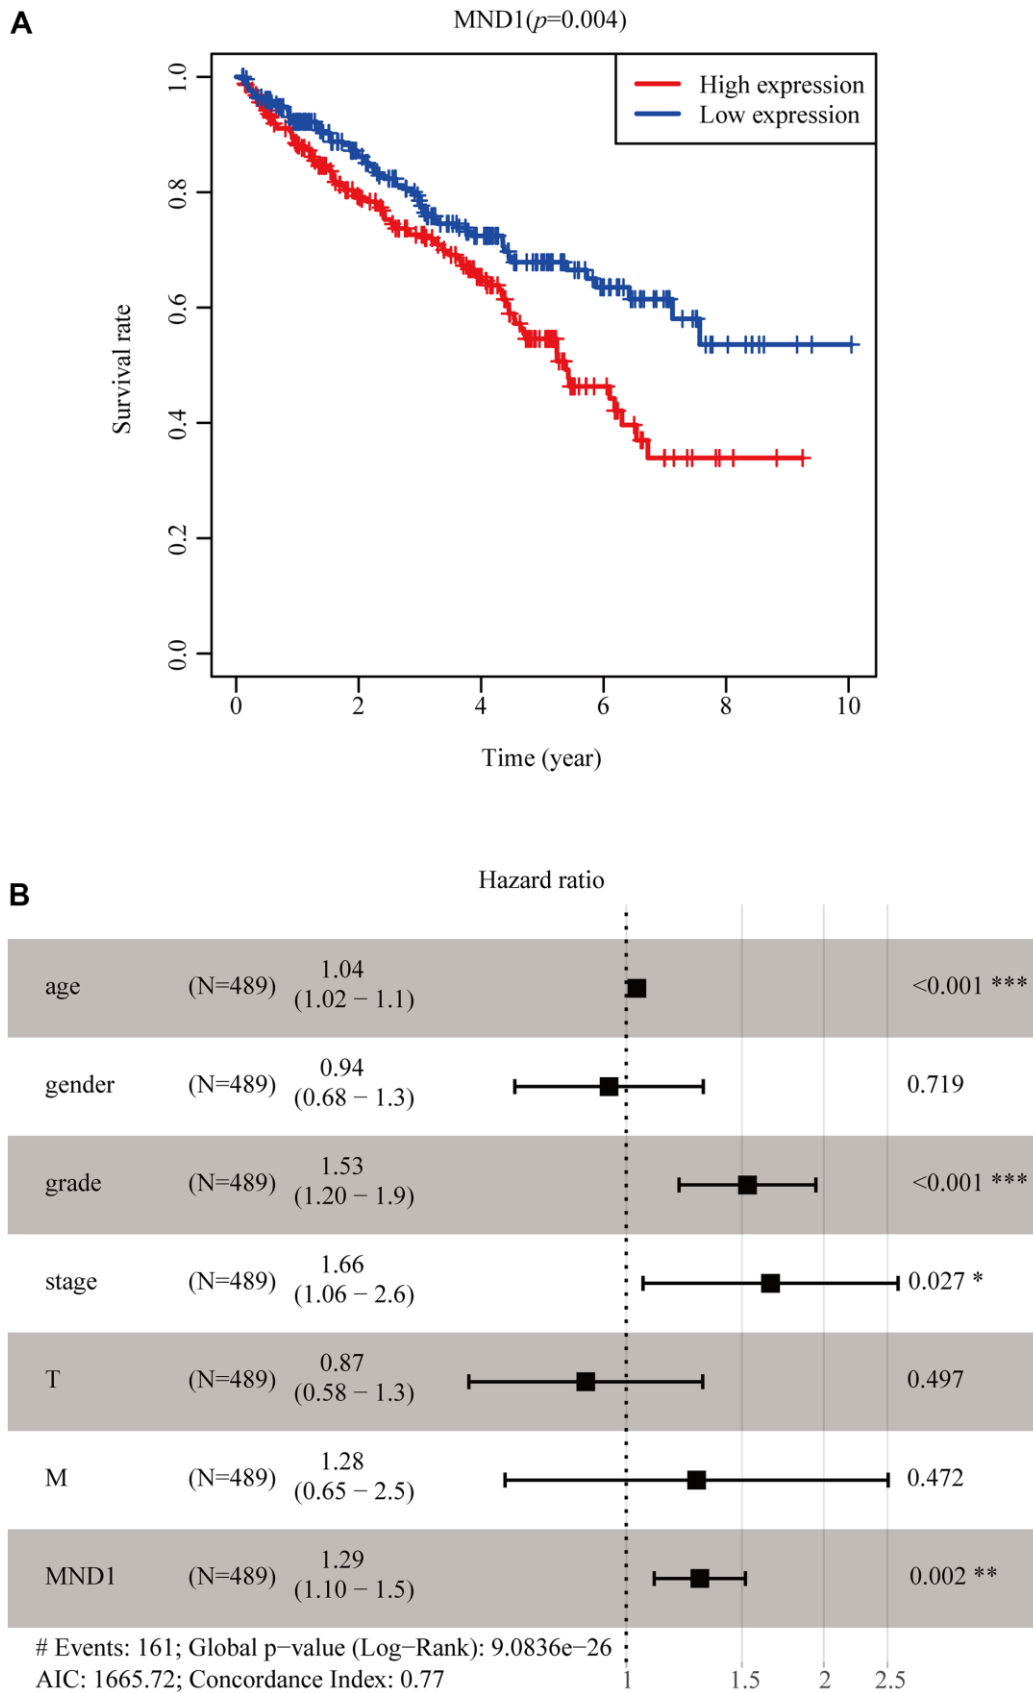 A
MND1(p=0.004)
High expression
Low expression
1.0
0.8
0.6
0.4
0.2
0.0
Survival rate
0 2 4 6 8 10
Time (year)
B
Hazard ratio
age (N=489) 1.04 (1.02 − 1.1) <0.001 ***
gender (N=489) 0.94 (0.68 − 1.3) 0.719
grade (N=489) 1.53 (1.20 − 1.9) <0.001 ***
stage (N=489) 1.66 (1.06 − 2.6) 0.027 *
T (N=489) 0.87 (0.58 − 1.3) 0.497
M (N=489) 1.28 (0.65 − 2.5) 0.472
MND1 (N=489) 1.29 (1.10 − 1.5) 0.002 **
# Events: 161; Global p−value (Log−Rank): 9.0836e−26
AIC: 1665.72; Concordance Index: 0.77
1 1.5 2 2.5